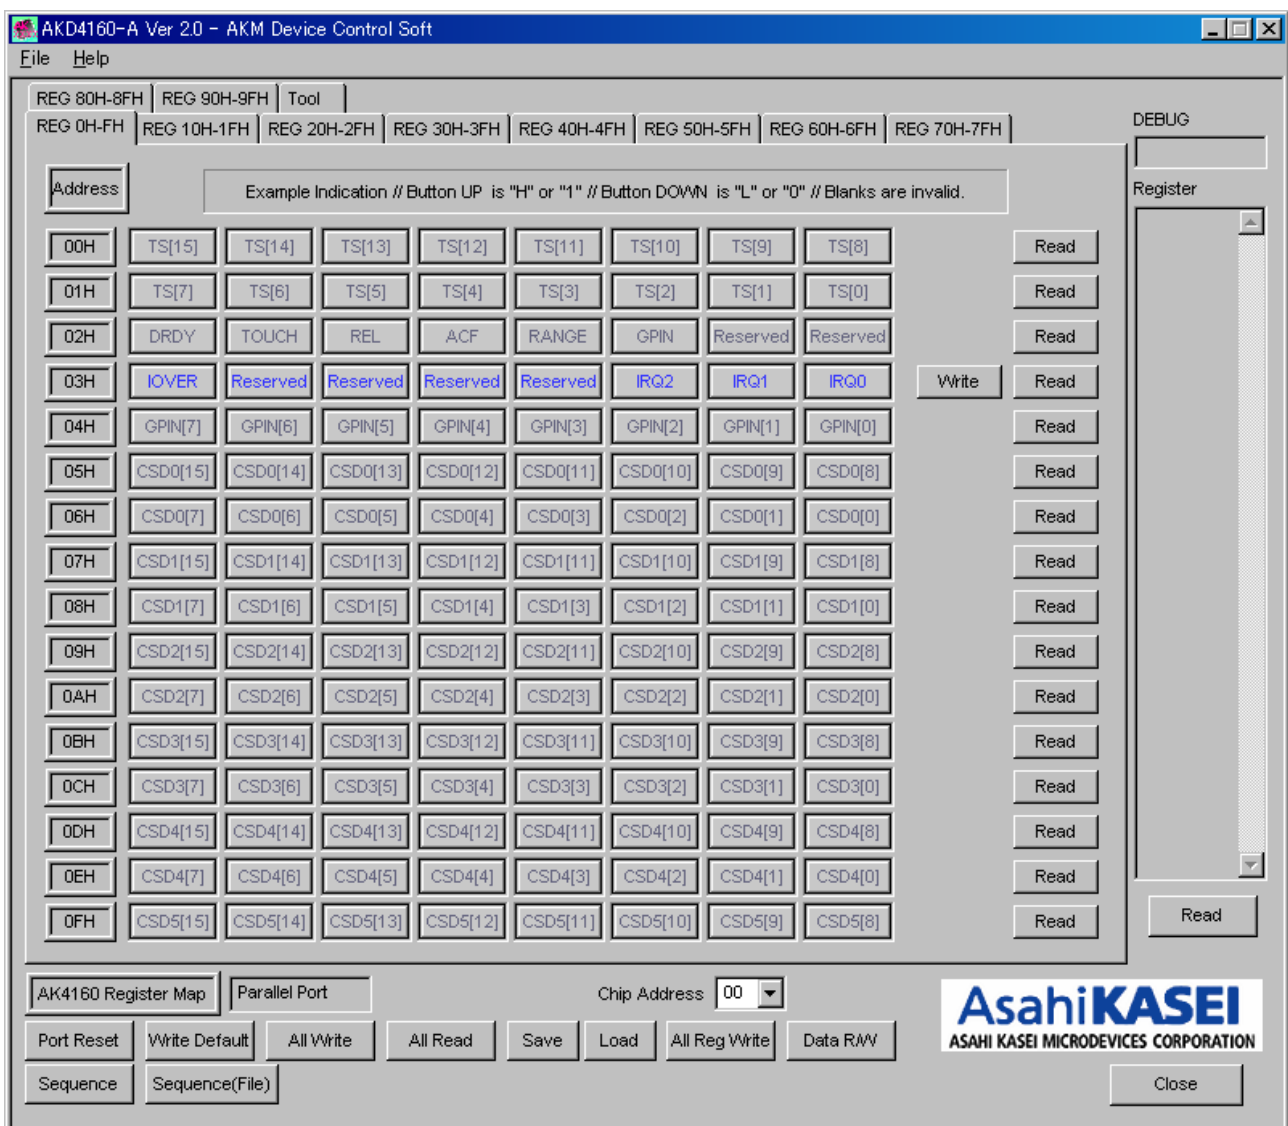 AKD4160-A Ver 2.0 - AKM Device Control Soft
File Help
REG 80H-8FH REG 90H-9FH Tool
REG 0H-FH REG 10H-1FH REG 20H-2FH REG 30H-3FH REG 40H-4FH REG 50H-5FH REG 60H-6FH REG 70H-7FH
DEBUG
Address Example Indication // Button UP is "H" or "1" // Button DOWN is "L" or "0" // Blanks are invalid.
Register
00H TS[15] TS[14] TS[13] TS[12] TS[11] TS[10] TS[9] TS[8] Read
01H TS[7] TS[6] TS[5] TS[4] TS[3] TS[2] TS[1] TS[0] Read
02H DRDY TOUCH REL ACF RANGE GPIN Reserved Reserved Read
03H IOVER Reserved Reserved Reserved Reserved IRQ2 IRQ1 IRQ0 Write Read
04H GPIN[7] GPIN[6] GPIN[5] GPIN[4] GPIN[3] GPIN[2] GPIN[1] GPIN[0] Read
05H CSD0[15] CSD0[14] CSD0[13] CSD0[12] CSD0[11] CSD0[10] CSD0[9] CSD0[8] Read
06H CSD0[7] CSD0[6] CSD0[5] CSD0[4] CSD0[3] CSD0[2] CSD0[1] CSD0[0] Read
07H CSD1[15] CSD1[14] CSD1[13] CSD1[12] CSD1[11] CSD1[10] CSD1[9] CSD1[8] Read
08H CSD1[7] CSD1[6] CSD1[5] CSD1[4] CSD1[3] CSD1[2] CSD1[1] CSD1[0] Read
09H CSD2[15] CSD2[14] CSD2[13] CSD2[12] CSD2[11] CSD2[10] CSD2[9] CSD2[8] Read
0AH CSD2[7] CSD2[6] CSD2[5] CSD2[4] CSD2[3] CSD2[2] CSD2[1] CSD2[0] Read
0BH CSD3[15] CSD3[14] CSD3[13] CSD3[12] CSD3[11] CSD3[10] CSD3[9] CSD3[8] Read
0CH CSD3[7] CSD3[6] CSD3[5] CSD3[4] CSD3[3] CSD3[2] CSD3[1] CSD3[0] Read
0DH CSD4[15] CSD4[14] CSD4[13] CSD4[12] CSD4[11] CSD4[10] CSD4[9] CSD4[8] Read
0EH CSD4[7] CSD4[6] CSD4[5] CSD4[4] CSD4[3] CSD4[2] CSD4[1] CSD4[0] Read
0FH CSD5[15] CSD5[14] CSD5[13] CSD5[12] CSD5[11] CSD5[10] CSD5[9] CSD5[8] Read
Read
AK4160 Register Map Parallel Port Chip Address 00
AsahiKASEI
ASAHI KASEI MICRODEVICES CORPORATION
Port Reset Write Default All Write All Read Save Load All Reg Write Data R/W
Sequence Sequence(File) Close